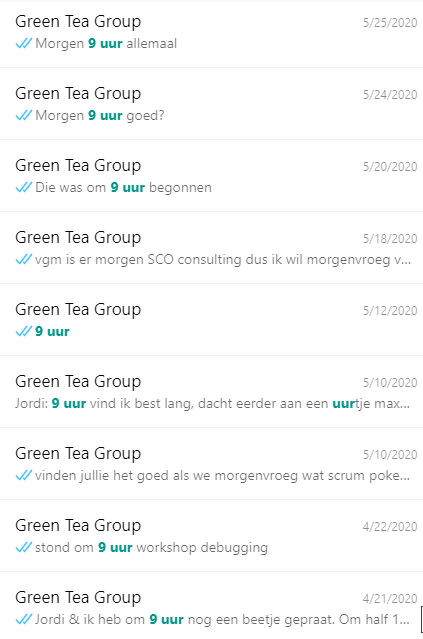 Green Tea Group 5/25/2020
Morgen 9 uur allemaal
Green Tea Group 5/24/2020
Morgen 9 uur goed?
Green Tea Group 5/20/2020
Die was om 9 uur begonnen
Green Tea Group 5/18/2020
vgm is er morgen SCO consulting dus ik wil morgenvroeg v...
Green Tea Group 5/12/2020
9 uur
Green Tea Group 5/10/2020
Jordi: 9 uur vind ik best lang, dacht eerder aan een uurtje max...
Green Tea Group 5/10/2020
vinden jullie het goed als we morgenvroeg wat scrum poke...
Green Tea Group 4/22/2020
stond om 9 uur workshop debugging
Green Tea Group 4/21/2020
Jordi & ik heb om 9 uur nog een beetje gepraat. Om half 1...